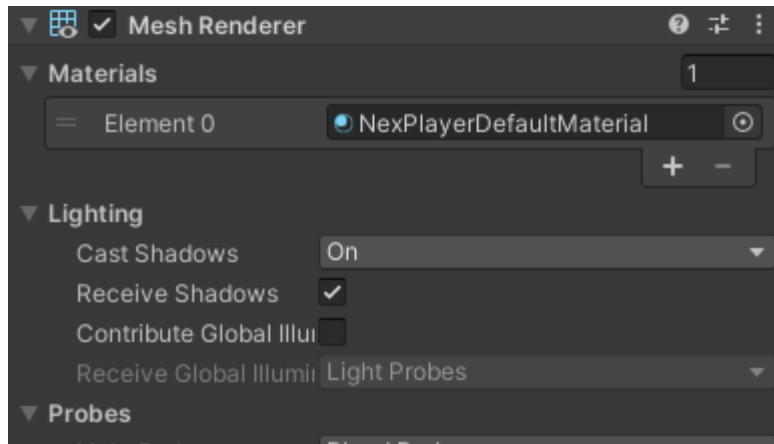 Mesh Renderer
Materials 1
Element 0 NexPlayerDefaultMaterial
Lighting
Cast Shadows On
Receive Shadows
Contribute Global Illu
Receive Global Illumi Light Probes
Probes